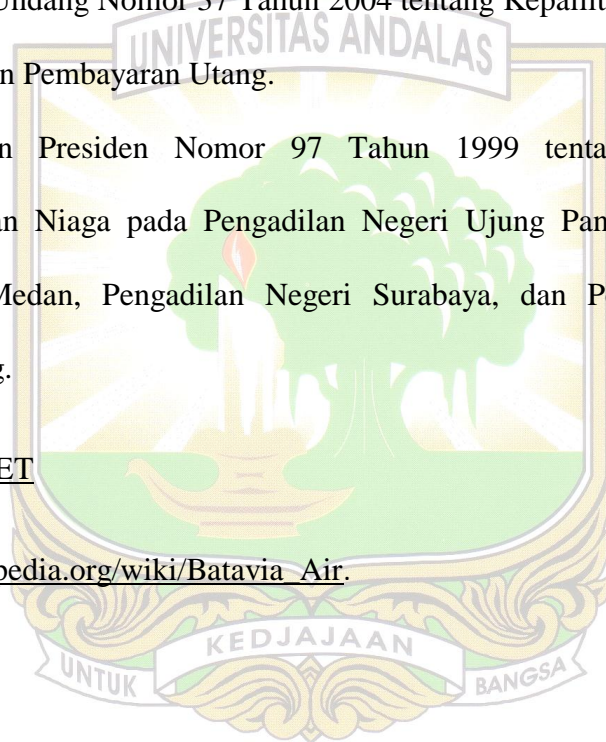 Undang Nomor 37 Tahun 2004 tentang Kepailit
UNIVERSITAS ANDALAS
n Pembayaran Utang.
n Presiden Nomor 97 Tahun 1999 tenta
an Niaga pada Pengadilan Negeri Ujung Pan
Medan, Pengadilan Negeri Surabaya, dan P
g.
ET
pedia.org/wiki/Batavia_Air.
KEDJAJAAN
UNTUK
BANGSA